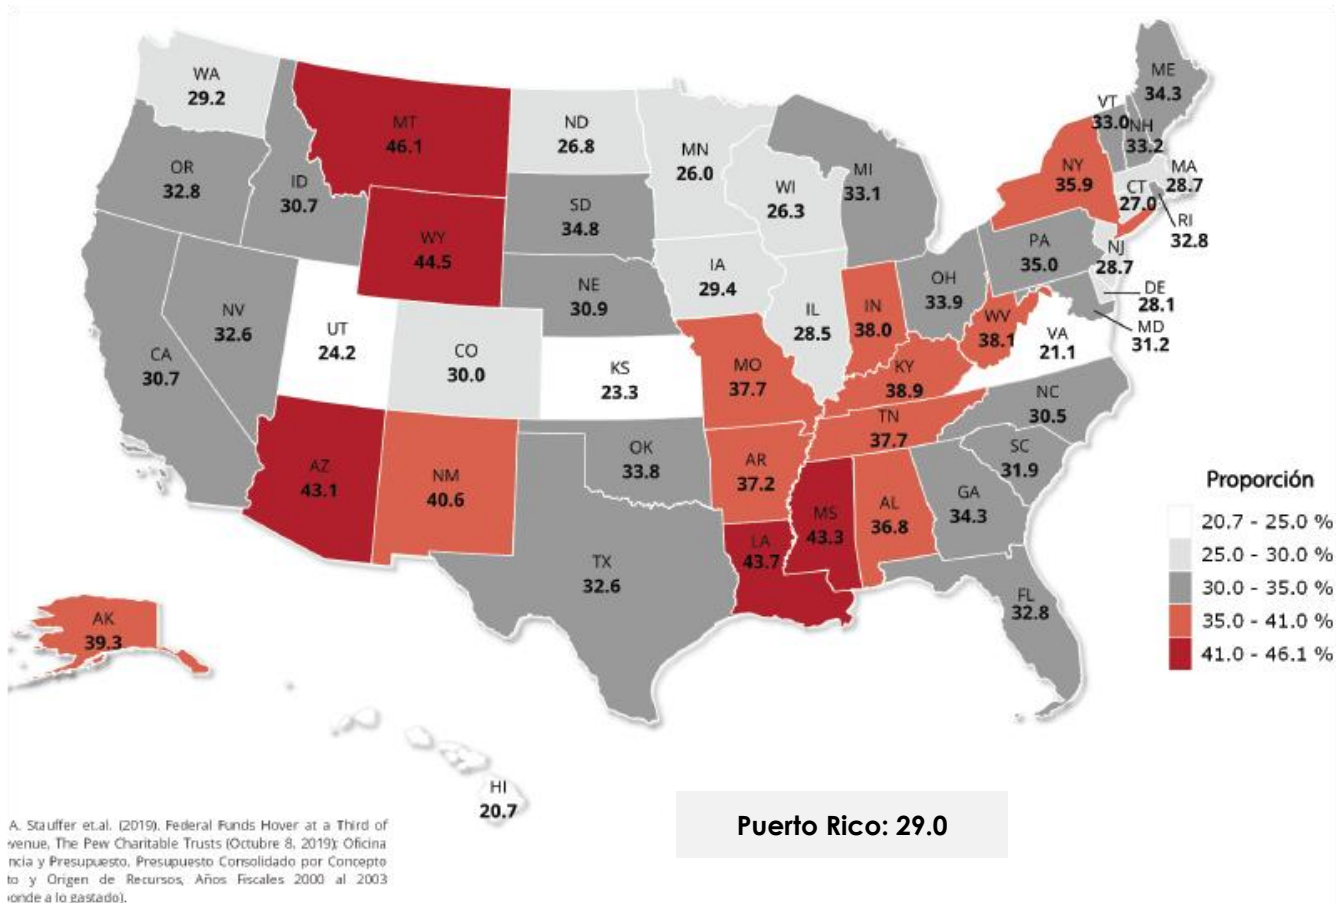 WA
29.2
MT
46.1
ND
26.8
MN
26.0
WI
26.3
MI
33.1
VT
33.0
NH
33.2
ME
34.3
OR
32.8
ID
30.7
SD
34.8
NY
35.9
MA
28.7
CT
27.0
RI
32.8
WY
44.5
IA
29.4
NE
30.9
PA
35.0
NJ
28.7
OH
33.9
DE
28.1
MD
31.2
NV
32.6
UT
24.2
CO
30.0
IL
28.5
IN
38.0
WV
38.1
VA
21.1
CA
30.7
KS
23.3
MO
37.7
KY
38.9
NC
30.5
TN
37.7
AZ
43.1
NM
40.6
OK
33.8
AR
37.2
SC
31.9
MS
43.3
AL
36.8
GA
34.3
LA
43.7
TX
32.6
FL
32.8
AK
39.3
HI
20.7
Proporción
20.7 - 25.0 %
25.0 - 30.0 %
30.0 - 35.0 %
35.0 - 41.0 %
41.0 - 46.1 %
Puerto Rico: 29.0
A. Stauffer et.al. (2019). Federal Funds Hover at a Third of
venue, The Pew Charitable Trusts (Octubre 8, 2019); Oficina
ncia y Presupuesto, Presupuesto Consolidado por Concepto
to y Origen de Recursos, Años Fiscales 2000 al 2003
onde a lo gastado).